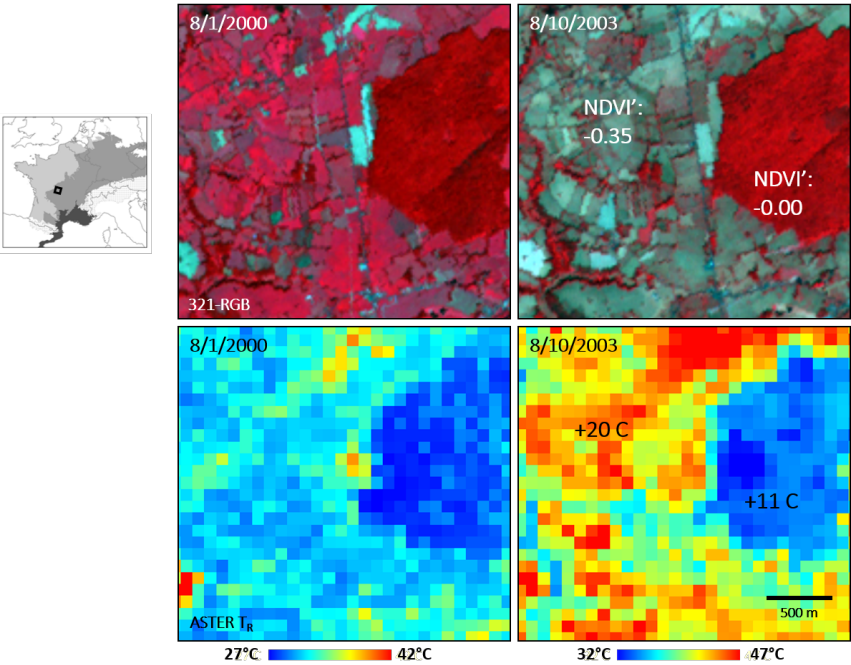 8/1/2000
8/10/2003
NDVI’:
-0.35
NDVI’:
-0.00
321-RGB
8/1/2000
8/10/2003
+20 C
+11 C
ASTER TR
500 m
27°C
42°C
32°C
47°C